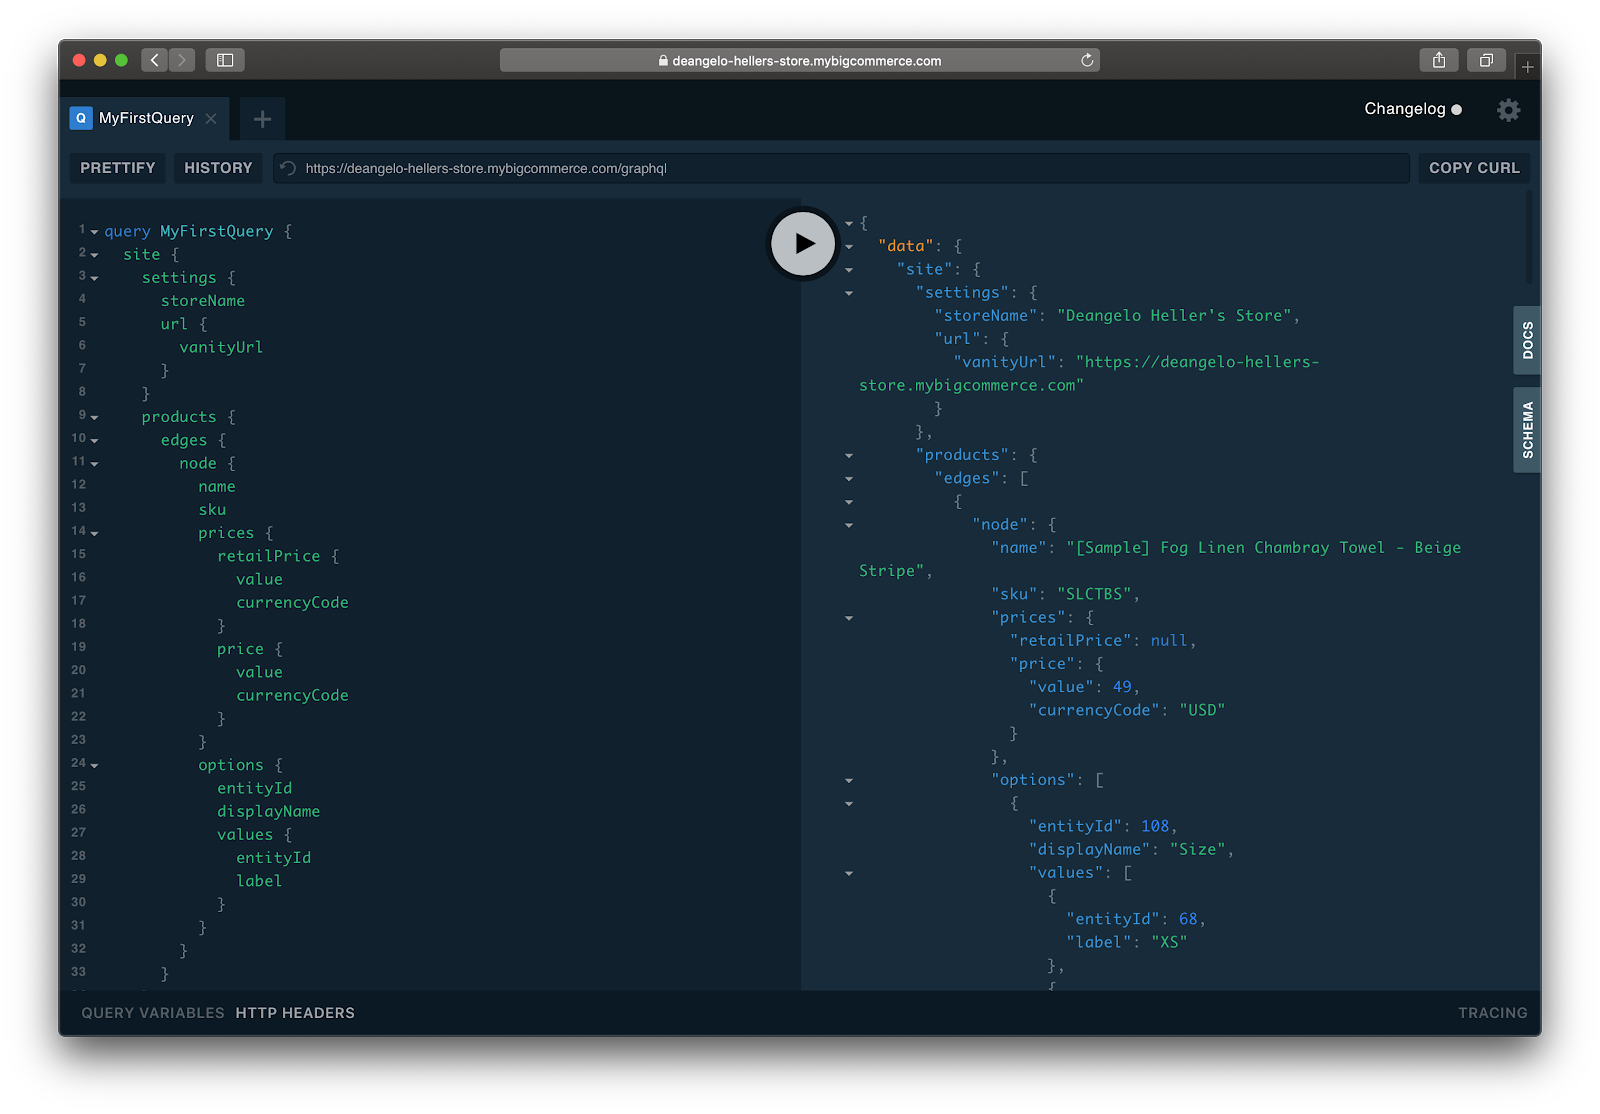 deangelo-hellers-store.mybigcommerce.com
Q MyFirstQuery
Changelog
PRETTIFY HISTORY https://deangelo-hellers-store.mybigcommerce.com/graphql COPY CURL
1 query MyFirstQuery {
2 site {
3 settings {
4 storeName
5 url {
6 vanityUrl
7 }
8 }
9 products {
10 edges {
11 node {
12 name
13 sku
14 prices {
15 retailPrice {
16 value
17 currencyCode
18 }
19 price {
20 value
21 currencyCode
22 }
23 }
24 options {
25 entityId
26 displayName
27 values {
28 entityId
29 label
30 }
31 }
32 }
33 }
{
"data": {
"site": {
"settings": {
"storeName": "Deangelo Heller's Store",
"url": {
"vanityUrl": "https://deangelo-hellers-
store.mybigcommerce.com"
}
},
"products": {
"edges": [
{
"node": {
"name": "[Sample] Fog Linen Chambray Towel - Beige
Stripe",
"sku": "SLCTBS",
"prices": {
"retailPrice": null,
"price": {
"value": 49,
"currencyCode": "USD"
}
},
"options": [
{
"entityId": 108,
"displayName": "Size",
"values": [
{
"entityId": 68,
"label": "XS"
},
{
DOCS
SCHEMA
QUERY VARIABLES HTTP HEADERS
TRACING